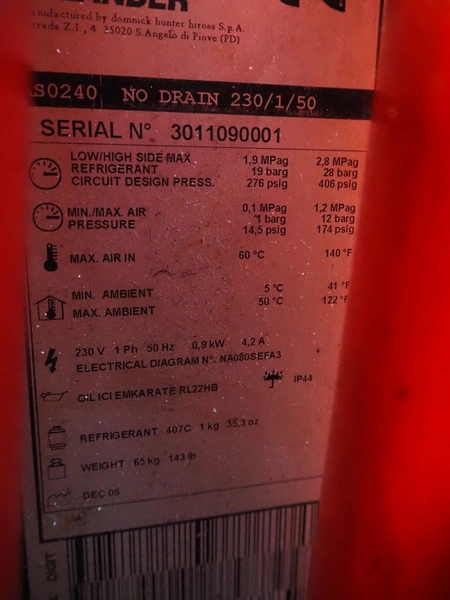 anufactured by domnick hunter hiross S.p.A.
trada Z.I., 4 35020 S.Angelo di Piove (PD)
AS0240 NO DRAIN 230/1/50
SERIAL N° 3011090001
LOW/HIGH SIDE MAX 1,9 MPag 2,8 MPag
REFRIGERANT 19 barg 28 barg
CIRCUIT DESIGN PRESS. 276 psig 406 psig
MIN./MAX. AIR 0,1 MPag 1,2 MPag
PRESSURE 1 barg 12 barg
14,5 psig 174 psig
MAX. AIR IN 60 °C 140 °F
MIN. AMBIENT 5 °C 41 °F
MAX. AMBIENT 50 °C 122 °F
230 V 1 Ph 50 Hz 0,9 kW 4,2 A
ELECTRICAL DIAGRAM N°: NA080SEFA3
IP44
OIL ICI EMKARATE RL22HB
REFRIGERANT 407C 1 kg 35,3 oz
WEIGHT 65 kg 143 lb
DEC 05
DIGIT